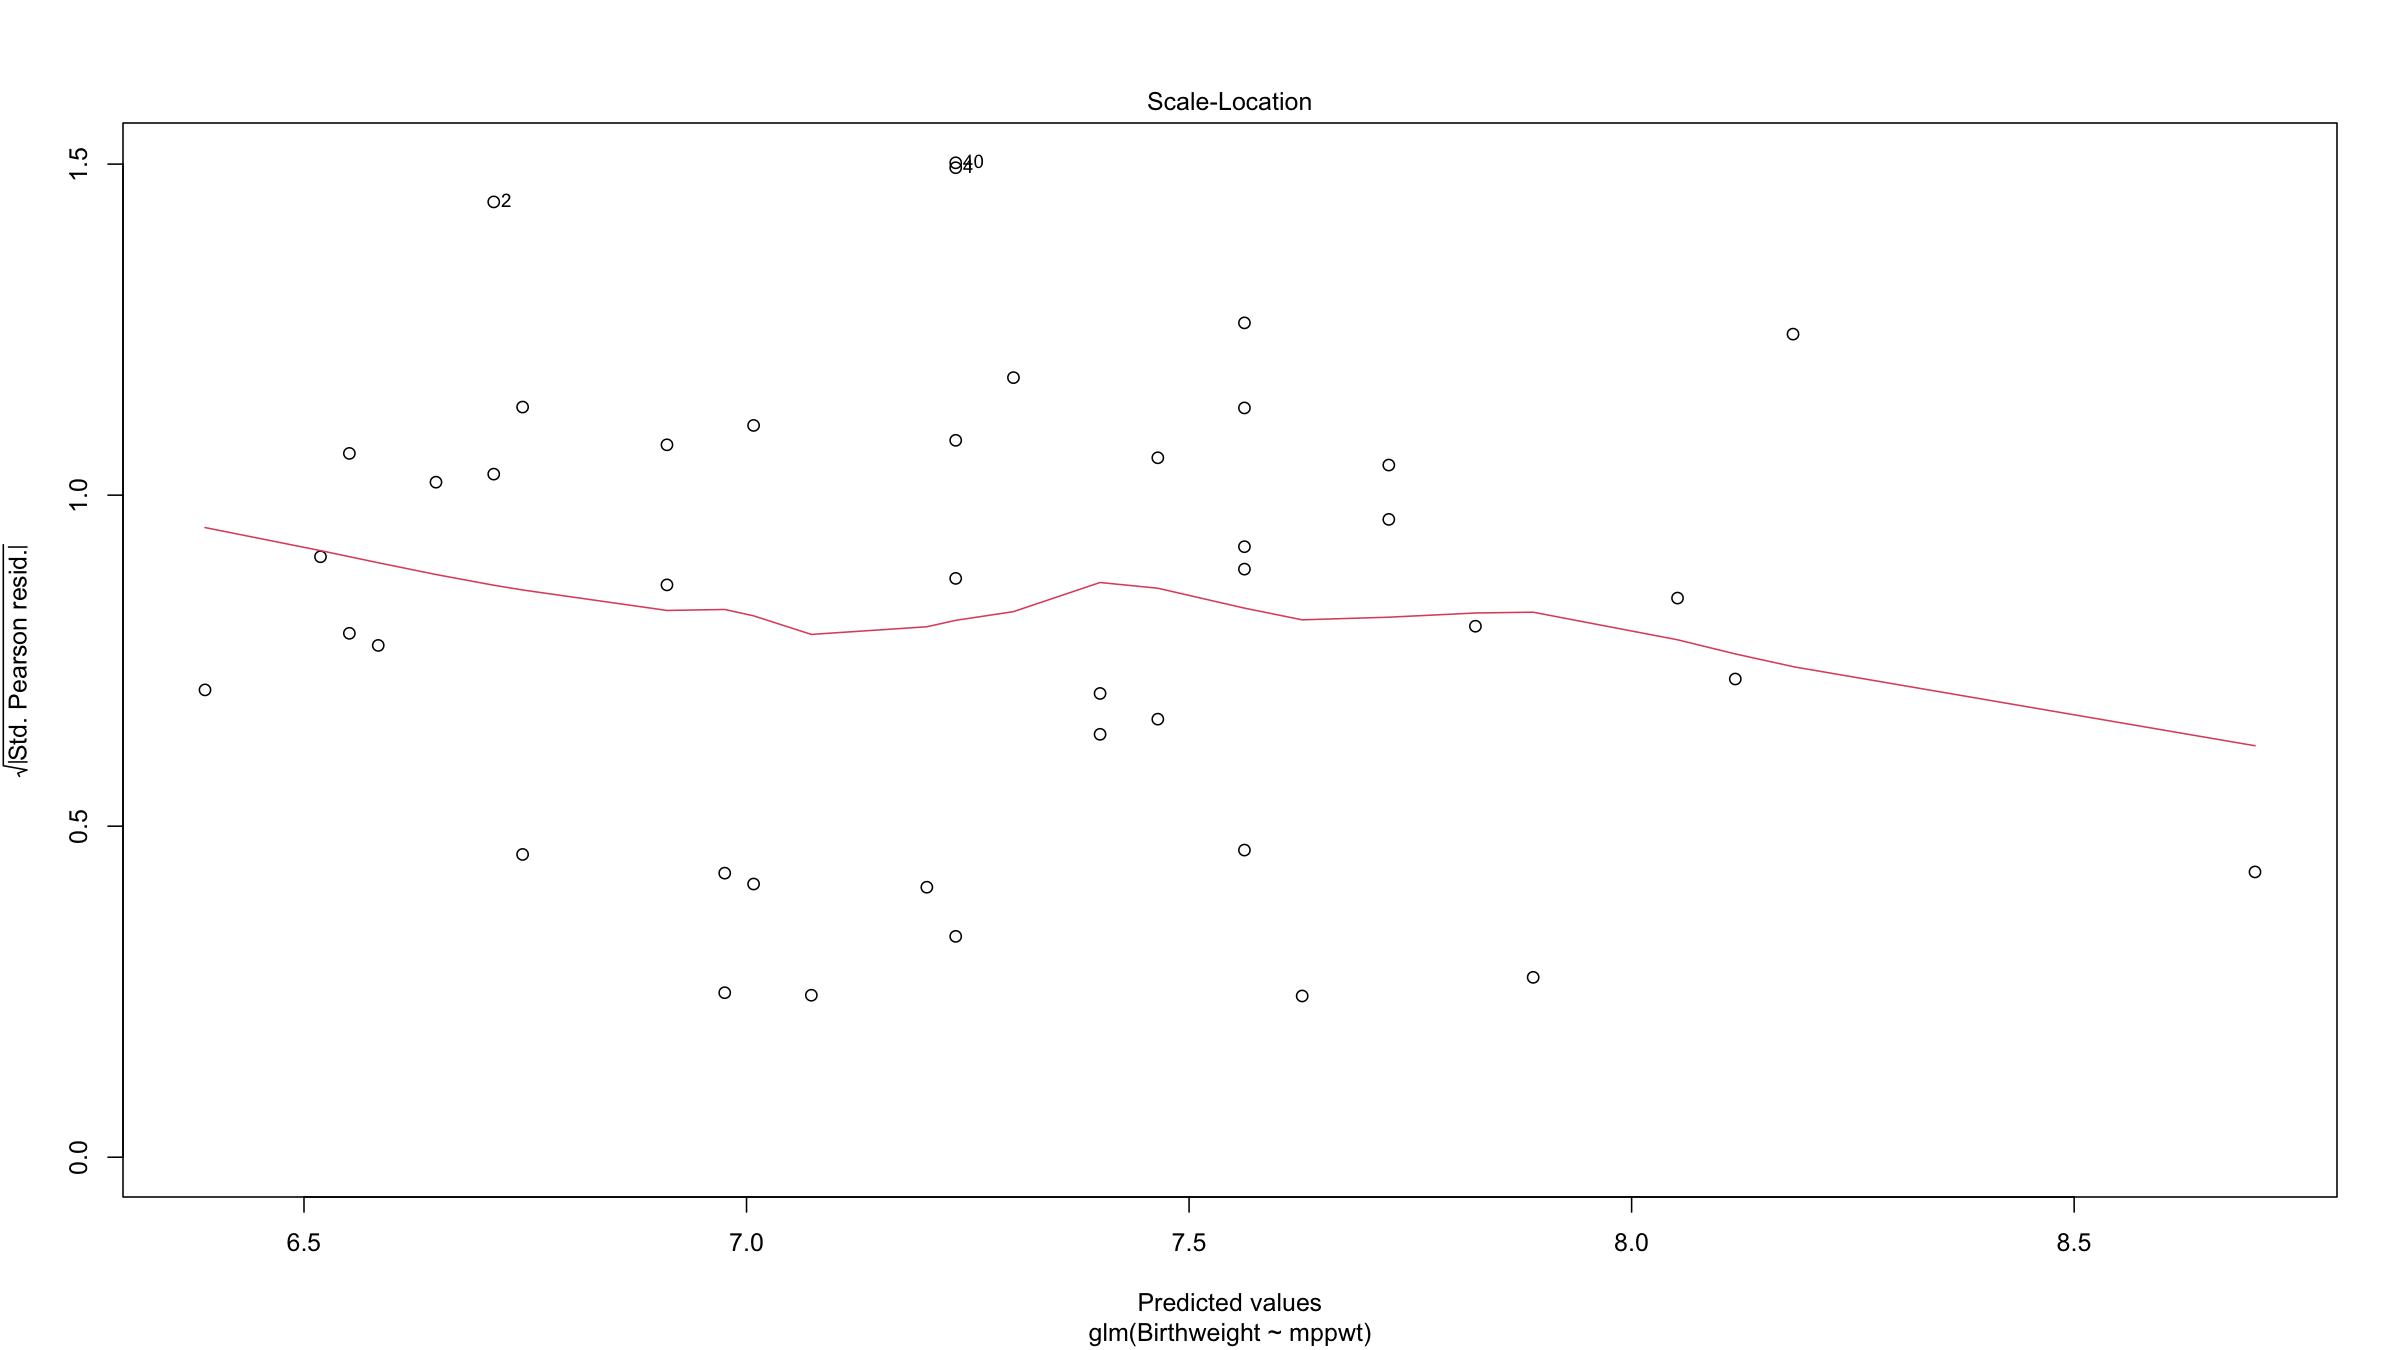 Scale-Location
√|Std. Pearson resid.|
1.5
1.0
0.5
0.0
40
4
2
6.5 7.0 7.5 8.0 8.5
Predicted values
glm(Birthweight ~ mppwt)